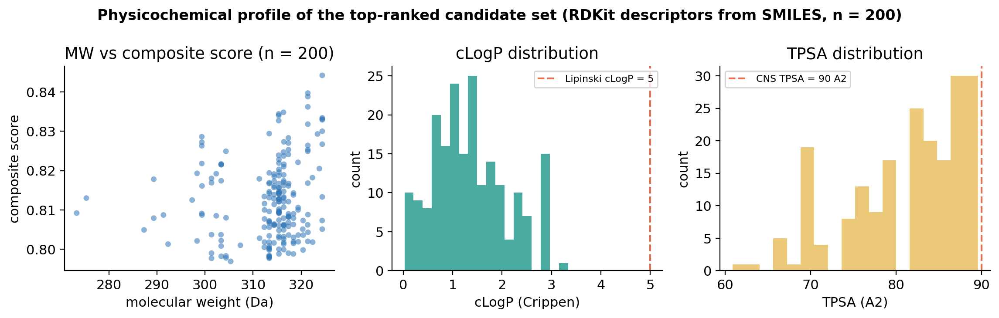 Physicochemical profile of the top-ranked candidate set (RDKit descriptors from SMILES, n = 200)
MW vs composite score (n = 200)
composite score
0.84
0.83
0.82
0.81
0.80
280 290 300 310 320
molecular weight (Da)
cLogP distribution
Lipinski cLogP = 5
count
25
20
15
10
5
0
0 1 2 3 4 5
cLogP (Crippen)
TPSA distribution
CNS TPSA = 90 A2
count
30
25
20
15
10
5
0
60 70 80 90
TPSA (A2)